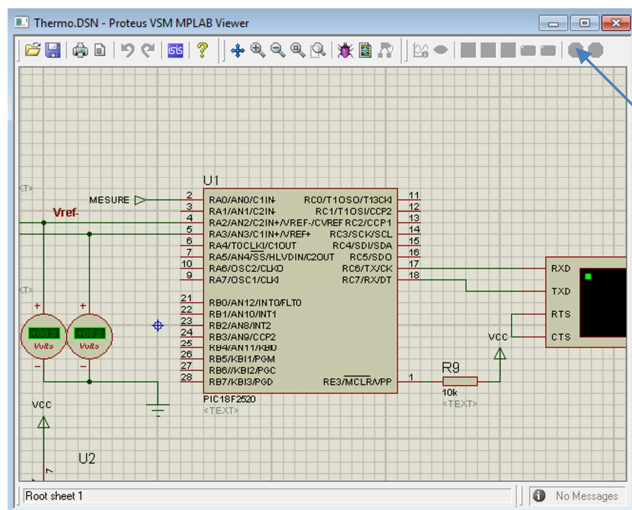 Thermo.DSN - Proteus VSM MPLAB Viewer
isis
U1
MESURE
2 RA0/AN0/C1IN- RC0/T1OSO/T13CKI 11
3 RA1/AN1/C2IN- RC1/T1OSI/CCP2 12
Vref-
4 RA2/AN2/C2IN+/VREF-/CVREF RC2/CCP1 13
5 RA3/AN3/C1IN+/VREF+ RC3/SCK/SCL 14
6 RA4/T0CLKI/C1OUT RC4/SDI/SDA 15
7 RA5/AN4/SS/HLVDIN/C2OUT RC5/SDO 16
10 RA6/OSC2/CLKO RC6/TX/CK 17
9 RA7/OSC1/CLKI RC7/RX/DT 18
RXD
TXD
RTS
CTS
21 RB0/AN12/INT0/FLT0
22 RB1/AN10/INT1
23 RB2/AN8/INT2
24 RB3/AN9/CCP2
25 RB4/AN11/KBI0
26 RB5/KBI1/PGM
27 RB6//KBI2/PGC
28 RB7/KBI3/PGD RE3/MCLR/VPP 1
+ +
Volts Volts
- -
VCC
R9
10k
<TEXT>
PIC18F2520
<TEXT>
VCC
U2
7
Root sheet 1
No Messages